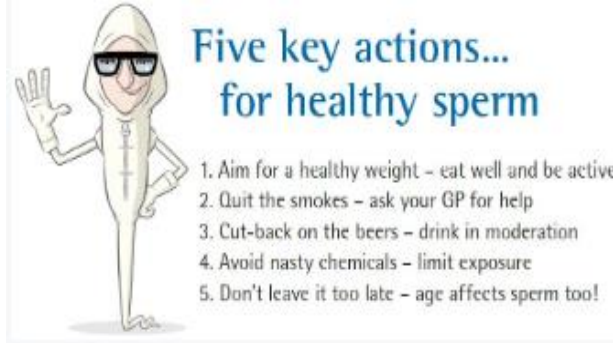 Five key actions...
for healthy sperm
1. Aim for a healthy weight – eat well and be active
2. Quit the smokes – ask your GP for help
3. Cut-back on the beers – drink in moderation
4. Avoid nasty chemicals – limit exposure
5. Don't leave it too late – age affects sperm too!